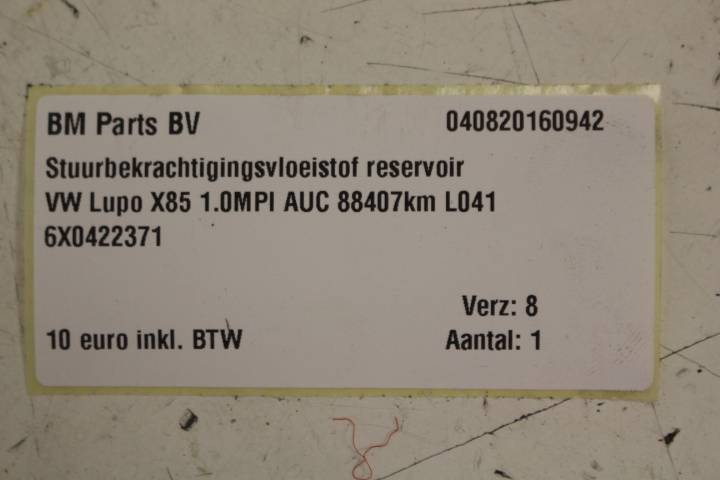 BM Parts BV 040820160942
Stuurbekrachtigingsvloeistof reservoir
VW Lupo X85 1.0MPI AUC 88407km L041
6X0422371
Verz: 8
10 euro inkl. BTW Aantal: 1